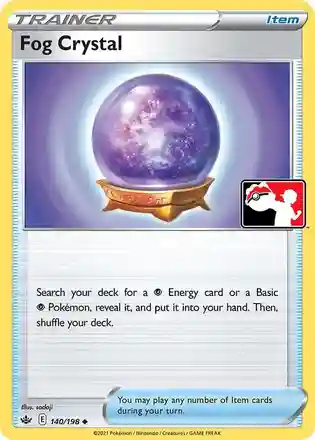 TRAINER Item
Fog Crystal
Search your deck for a Energy card or a Basic
Pokémon, reveal it, and put it into your hand. Then,
shuffle your deck.
Illus. sadaji
E 140/198
You may play any number of Item cards
during your turn.
©2021 Pokémon / Nintendo / Creatures / GAME FREAK